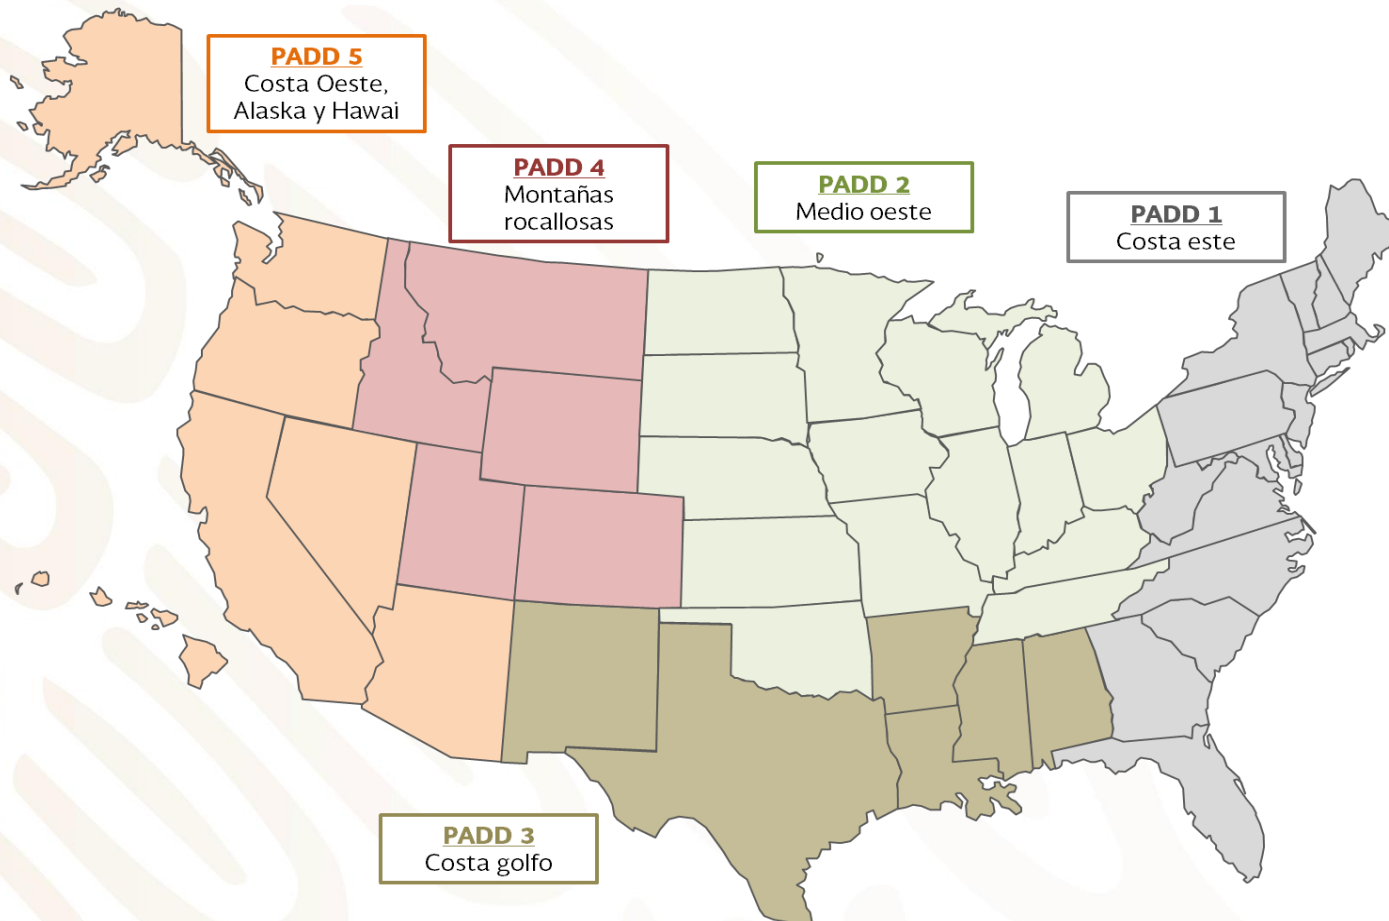 PADD 5
Costa Oeste,
Alaska y Hawai
PADD 4
Montañas
rocallosas
PADD 2
Medio oeste
PADD 1
Costa este
PADD 3
Costa golfo